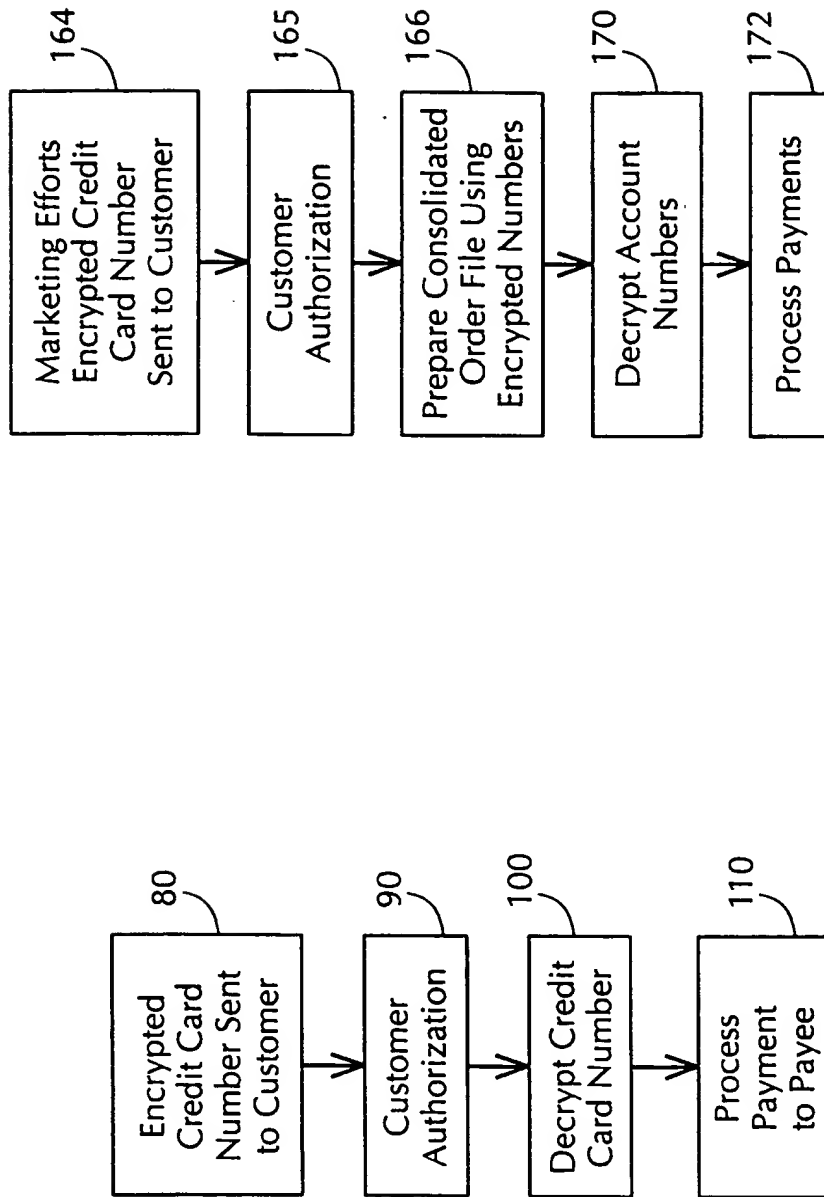 Encrypted
Credit Card
Number Sent
to Customer
80
Customer
Authorization
90
Decrypt Credit
Card Number
100
Process
Payment
to Payee
110
Marketing Efforts
Encrypted Credit
Card Number
Sent to Customer
164
Customer
Authorization
165
Prepare Consolidated
Order File Using
Encrypted Numbers
166
Decrypt Account
Numbers
170
Process Payments
172